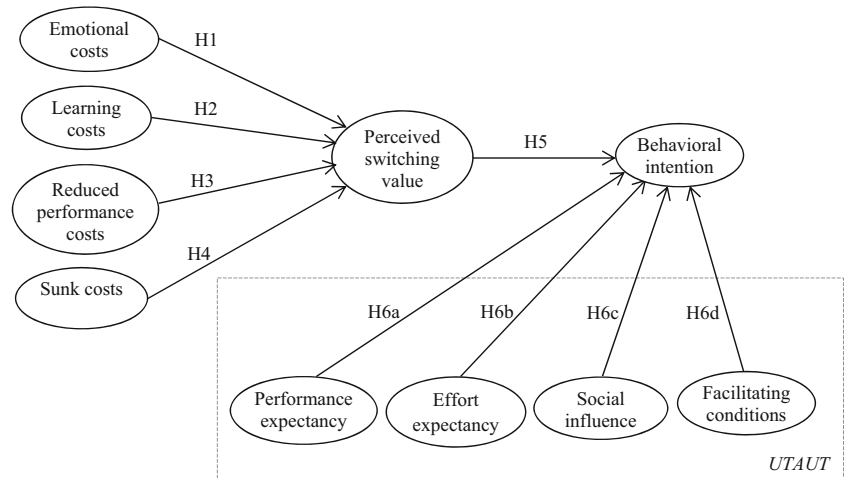 Emotional
costs
H1
Learning
costs
H2
Perceived
switching
value
H5
Behavioral
intention
Reduced
performance
costs
H3
Sunk costs
H4
H6a
H6b
H6c
H6d
Performance
expectancy
Effort
expectancy
Social
influence
Facilitating
conditions
UTAUT